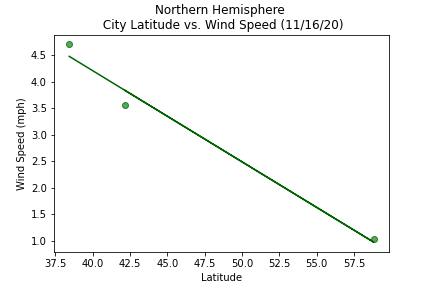 Northern Hemisphere
City Latitude vs. Wind Speed (11/16/20)
4.5
4.0
3.5
3.0
2.5
2.0
1.5
1.0
Wind Speed (mph)
37.5 40.0 42.5 45.0 47.5 50.0 52.5 55.0 57.5
Latitude